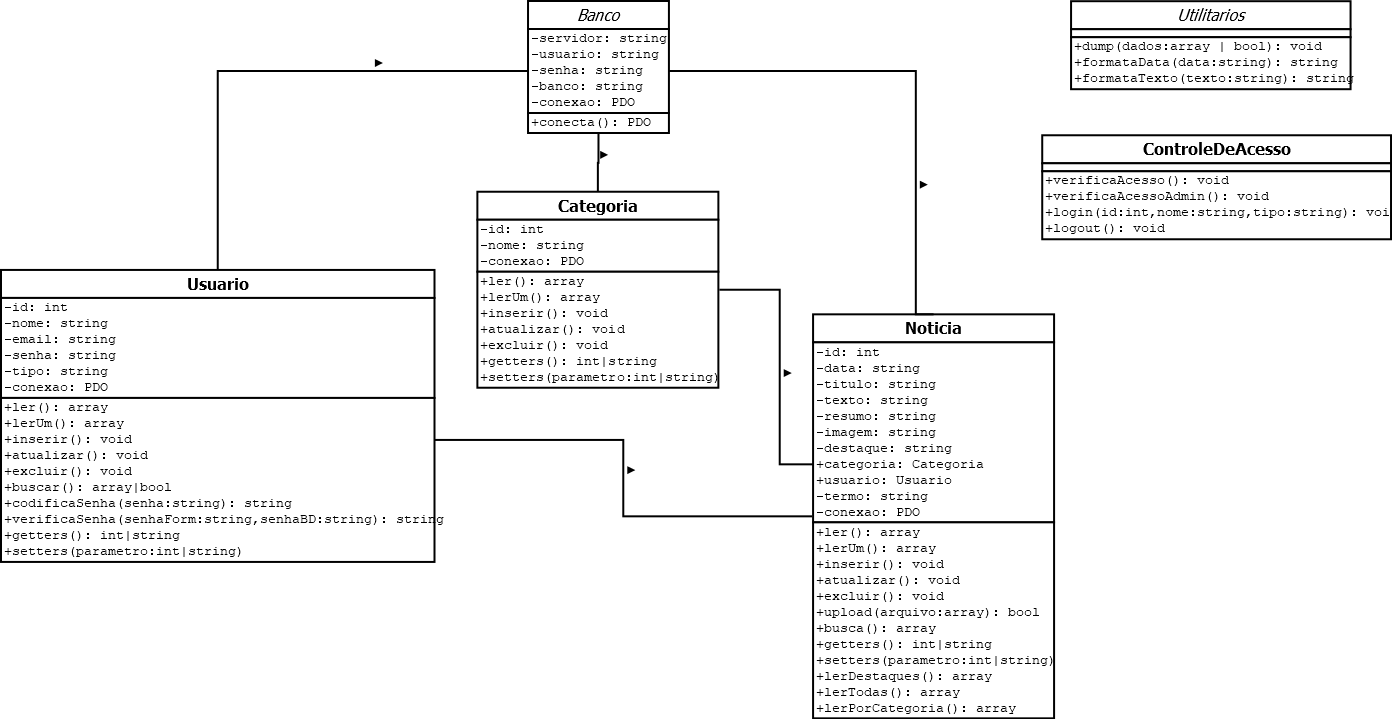 Banco
-servidor: string
-usuario: string
-senha: string
-banco: string
-conexao: PDO
+conecta(): PDO
Utilitarios
+dump(dados:array | bool): void
+formataData(data:string): string
+formataTexto(texto:string): string
ControleDeAcesso
+verificaAcesso(): void
+verificaAcessoAdmin(): void
+login(id:int,nome:string,tipo:string): voi
+logout(): void
Categoria
-id: int
-nome: string
-conexao: PDO
+ler(): array
+lerUm(): array
+inserir(): void
+atualizar(): void
+excluir(): void
+getters(): int|string
+setters(parametro:int|string)
Usuario
-id: int
-nome: string
-email: string
-senha: string
-tipo: string
-conexao: PDO
+ler(): array
+lerUm(): array
+inserir(): void
+atualizar(): void
+excluir(): void
+buscar(): array|bool
+codificaSenha(senha:string): string
+verificaSenha(senhaForm:string,senhaBD:string): string
+getters(): int|string
+setters(parametro:int|string)
Noticia
-id: int
-data: string
-titulo: string
-texto: string
-resumo: string
-imagem: string
-destaque: string
+categoria: Categoria
+usuario: Usuario
-termo: string
-conexao: PDO
+ler(): array
+lerUm(): array
+inserir(): void
+atualizar(): void
+excluir(): void
+upload(arquivo:array): bool
+busca(): array
+getters(): int|string
+setters(parametro:int|string)
+lerDestaques(): array
+lerTodas(): array
+lerPorCategoria(): array